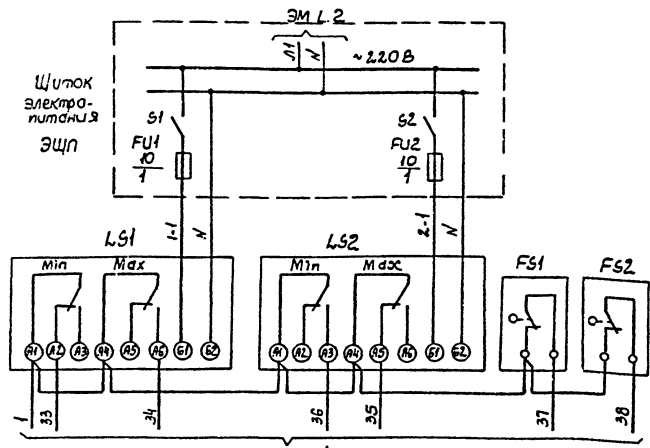 ЭМ L.2
Л1
N
~220В
Щиток
электра-
питания
ЭЩП
S1
FU1
10
1
S2
FU2
10
1
1-1
N
2-1
N
LS1
Min
Max
A1
A2
A3
A4
A5
A6
Б1
Б2
LS2
Min
Max
A1
A2
A3
A4
A5
A6
Б1
Б2
FS1
FS2
1
33
34
36
35
37
38